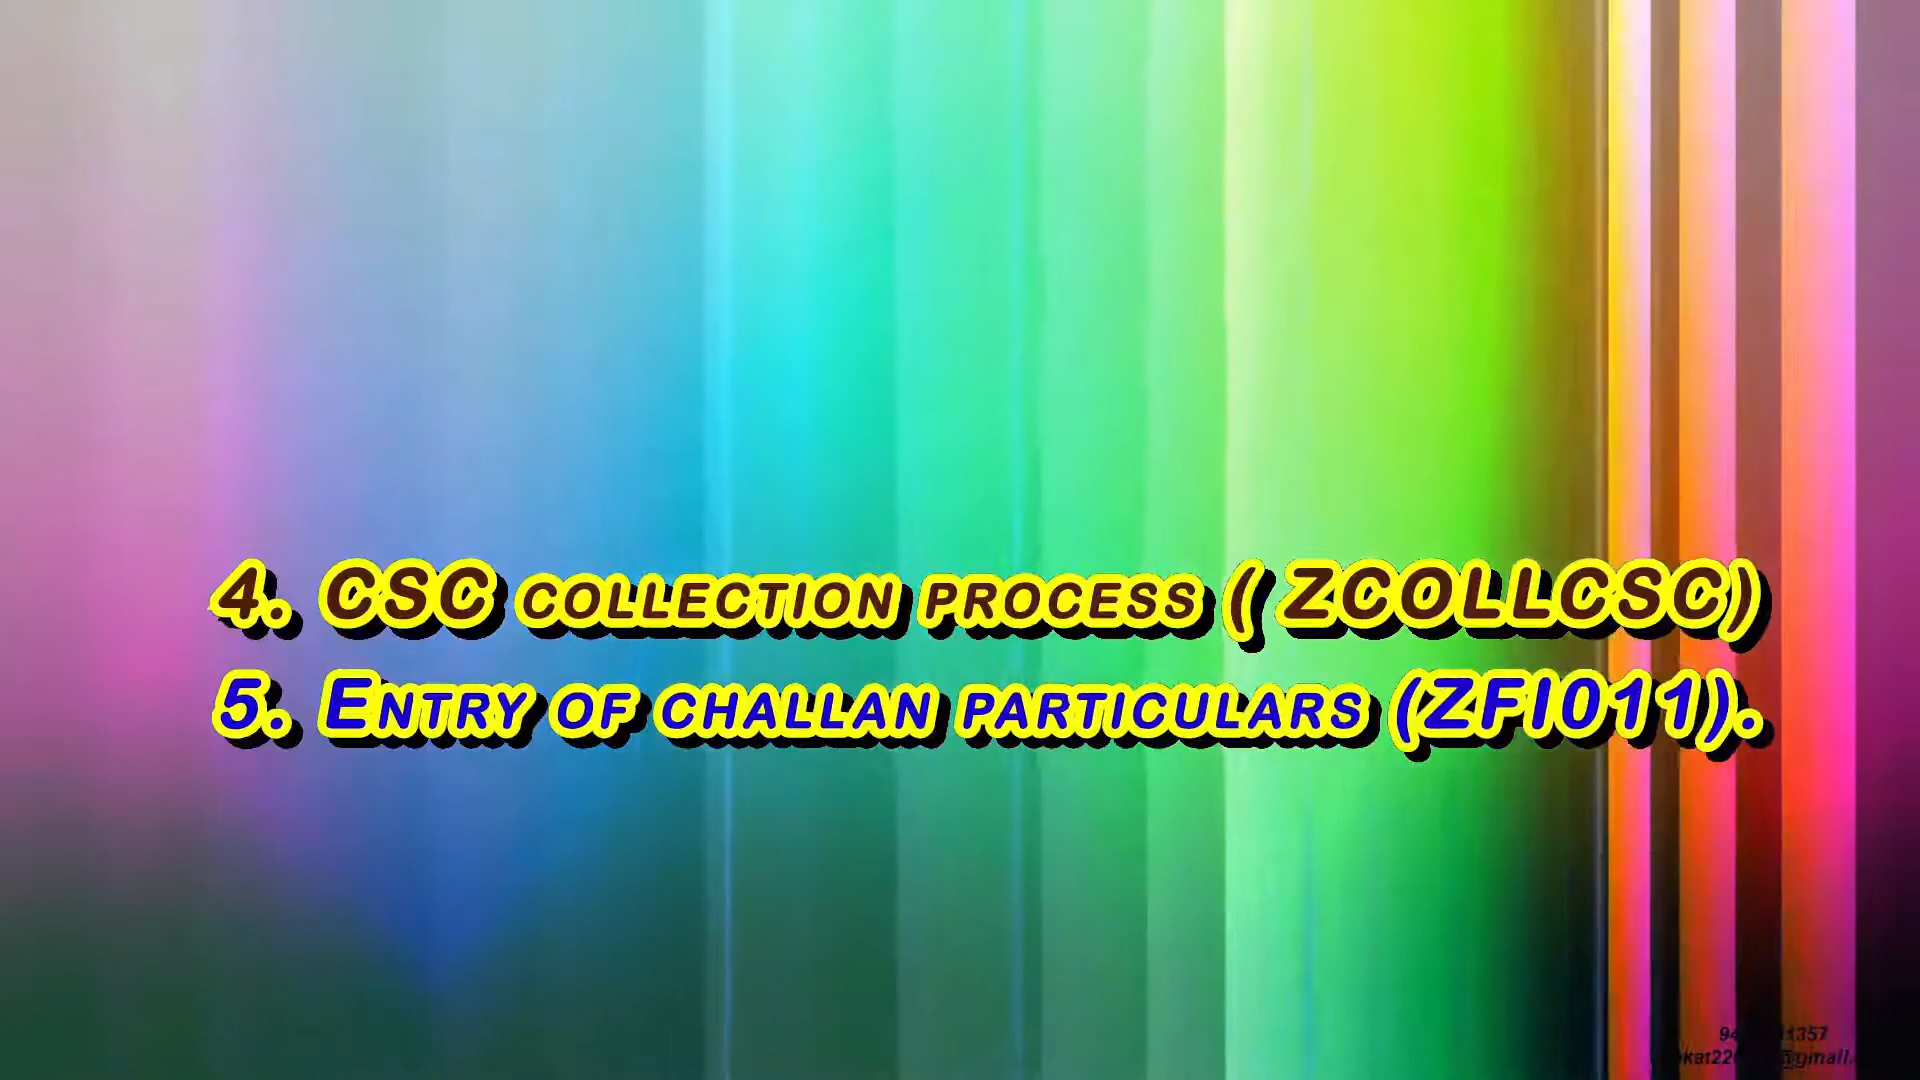 4. CSC COLLECTION PROCESS ( ZCOLLCSC)
5. ENTRY OF CHALLAN PARTICULARS (ZFI011).